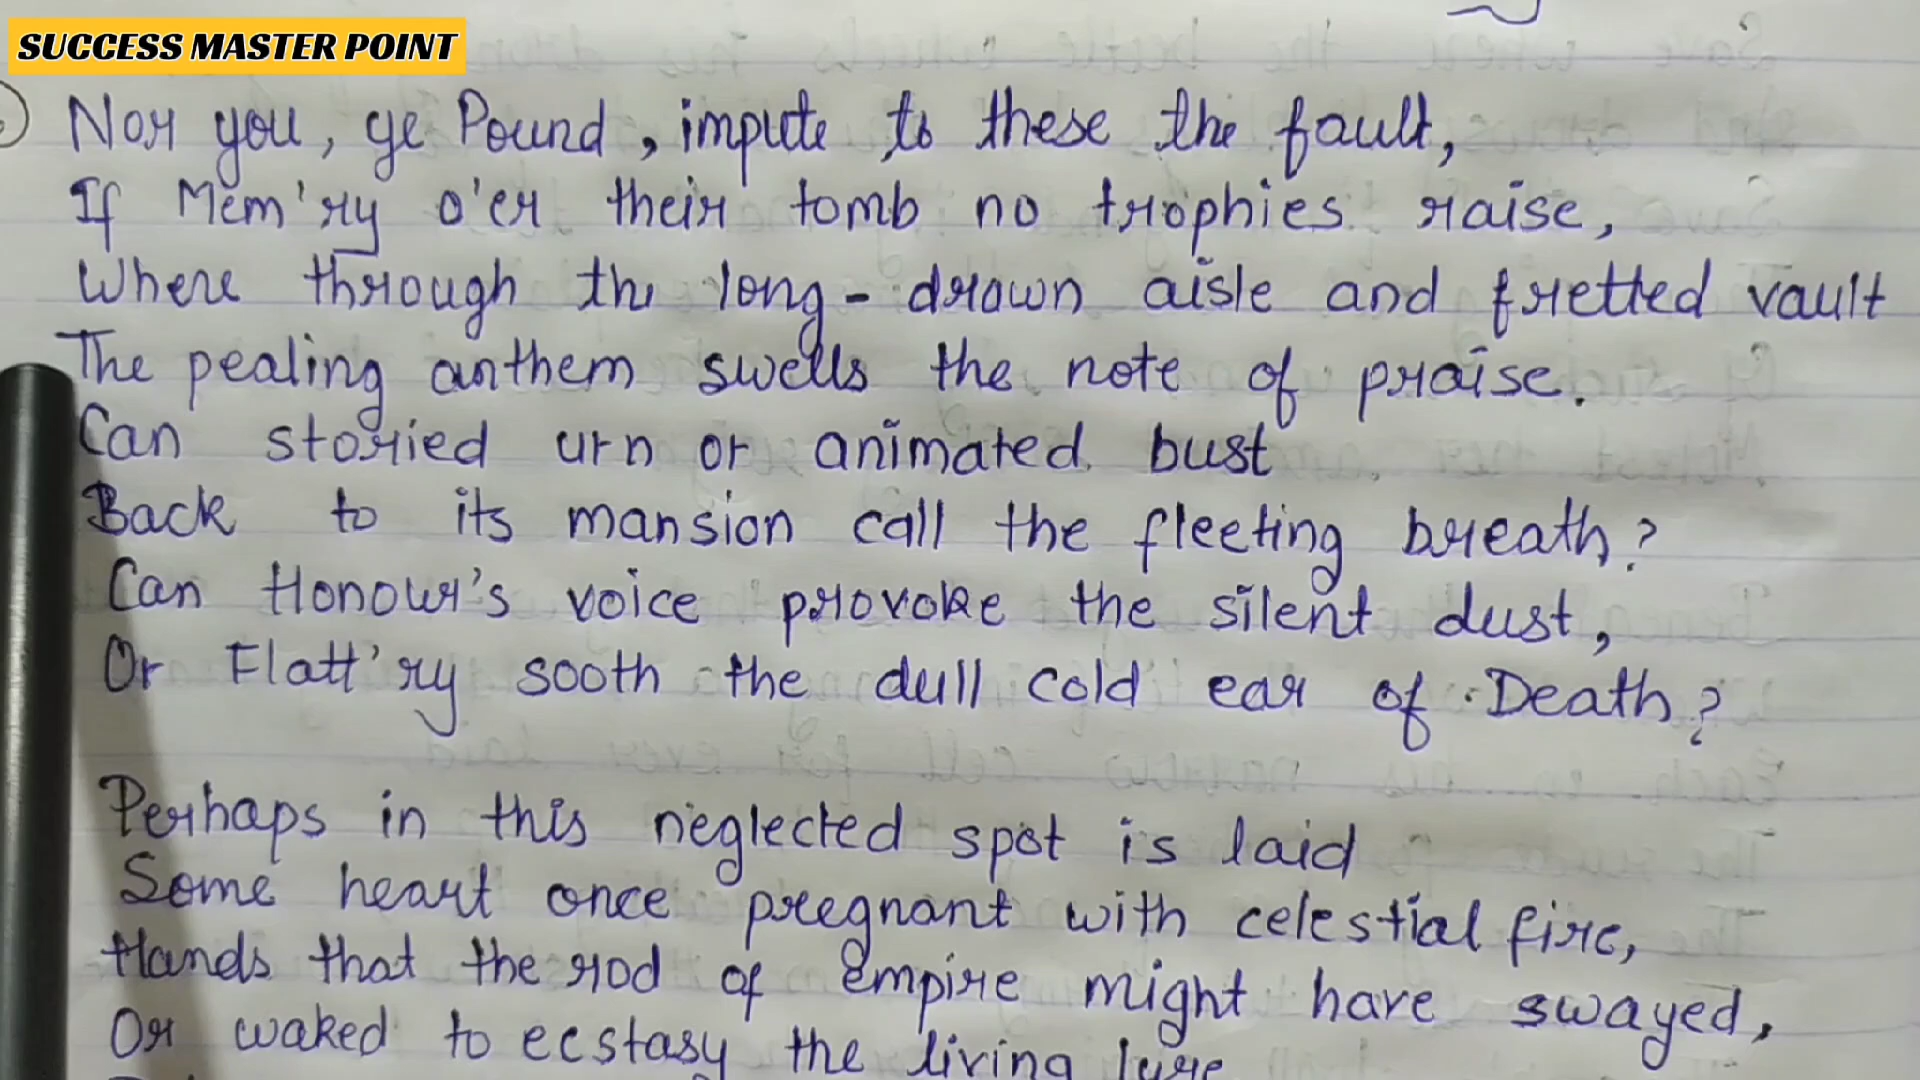 SUCCESS MASTER POINT
Nor you, ye Pound, impute to these the fault,
If Mem'ry o'er their tomb no trophies raise,
Where through the long-drawn aisle and fretted vault
The pealing anthem swells the note of praise.
Can storied urn or animated bust
Back to its mansion call the fleeting breath?
Can Honour's voice provoke the silent dust,
Or Flatt'ry sooth the dull cold ear of Death?
Perhaps in this neglected spot is laid
Some heart once pregnant with celestial fire,
Hands that the rod of empire might have swayed,
Or waked to ecstasy the living lyre